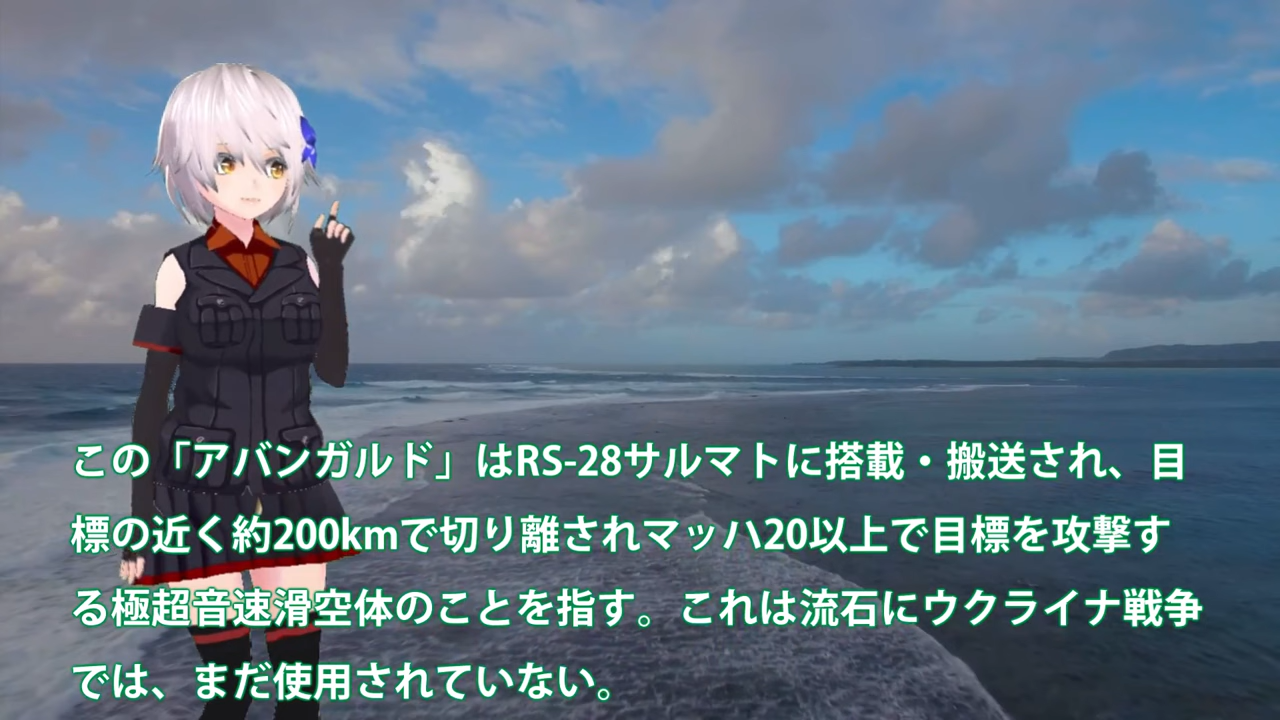 この「アバンガルド」はRS-28サルマトに搭載・搬送され、目
標の近く約200kmで切り離されマッハ20以上で目標を攻撃す
る極超音速滑空体のことを指す。これは流石にウクライナ戦争
では、まだ使用されていない。